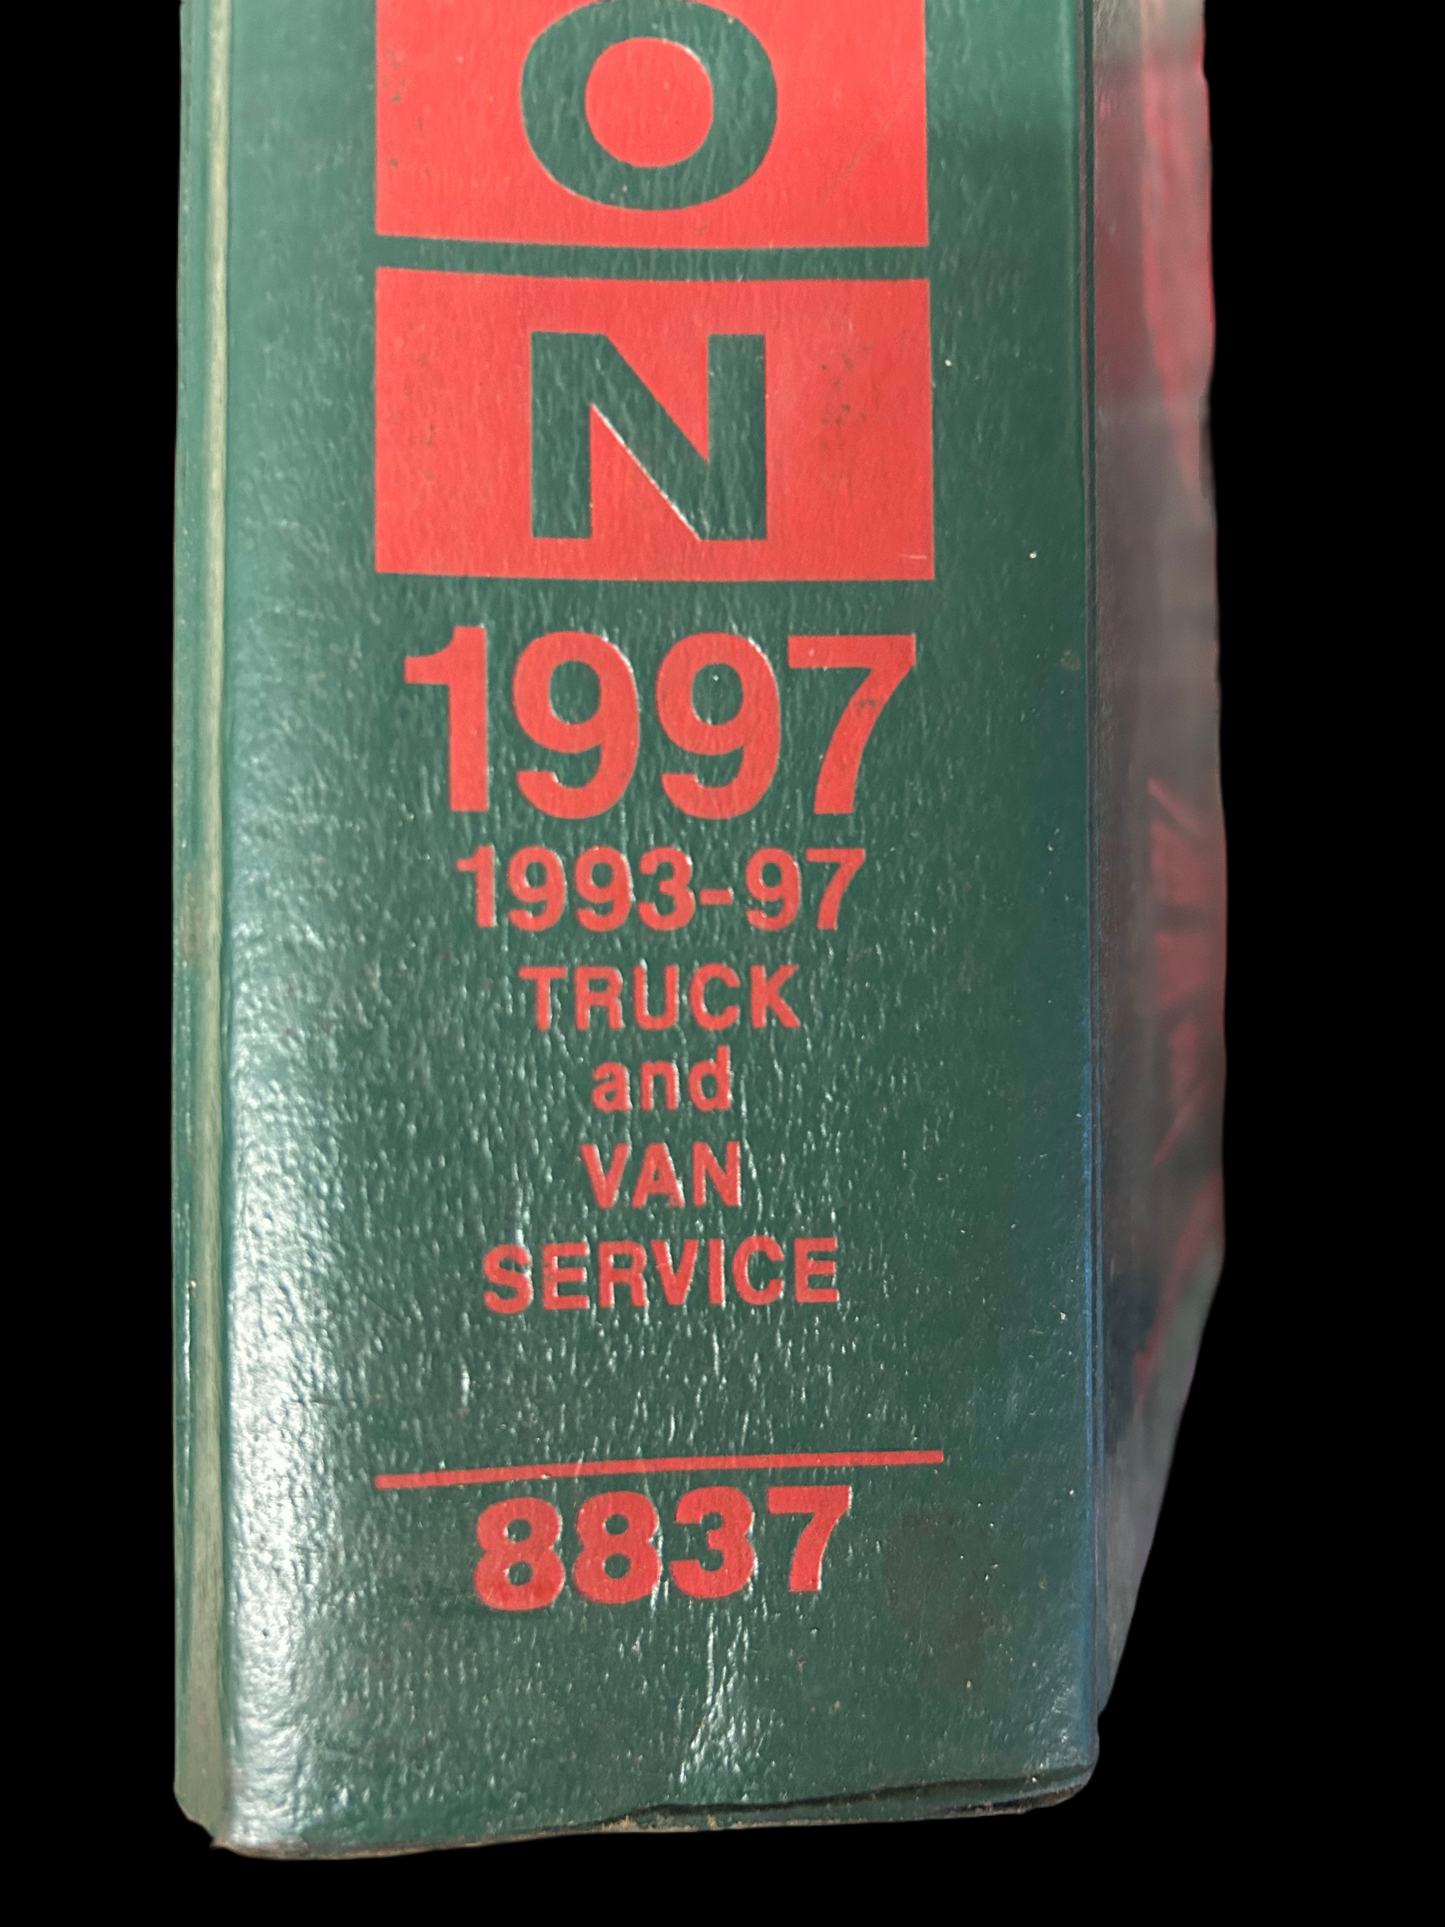 O
N
1997
1993-97
TRUCK
and
VAN
SERVICE
8837